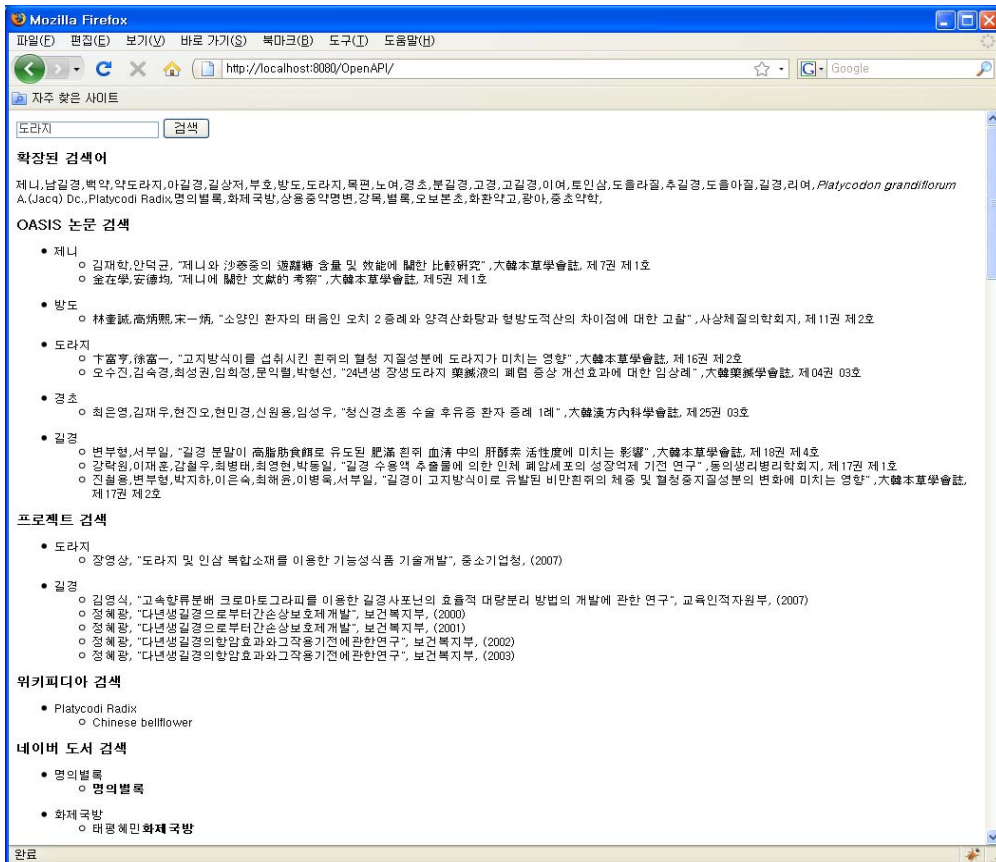 Mozilla Firefox
파일(F) 편집(E) 보기(V) 바로 가기(S) 북마크(B) 도구(T) 도움말(H)
http://localhost:8080/OpenAPI/
Google
자주 찾은 사이트
도라지 검색
확장된 검색어
제니,남길경,백약,약도라지,아길경,길상저,부호,방도,도라지,목편,노여,경초,분길경,고경,고길경,이여,토인삼,도을라질,추길경,도을아질,길경,리여,Platycodon grandiflorum
A.(Jacq) Dc.,Platycodi Radix,명의별록,화제국방,상용중약명변,강목,별록,오보본초,화환약고,광아,중초약학,
OASIS 논문 검색
• 제니
○ 김재학,안덕균, "제니와 沙蔘중의 遊離糖 含量 및 效能에 關한 比較硏究" ,大韓本草學會誌, 제7권 제1호
○ 金在學,安德均, "제니에 關한 文獻的 考察" ,大韓本草學會誌, 제5권 제1호
• 방도
○ 林奎誠,高炳熙,宋一炳, "소양인 환자의 태음인 오치 2 증례와 양격산화탕과 형방도적산의 차이점에 대한 고찰" ,사상체질의학회지, 제11권 제2호
• 도라지
○ 卞富亨,徐富一, "고지방식이를 섭취시킨 흰쥐의 혈청 지질성분에 도라지가 미치는 영향" ,大韓本草學會誌, 제16권 제2호
○ 오수진,김숙경,최성권,임희정,문익렬,박형선, "24년생 장생도라지 藥鍼液의 폐렴 증상 개선효과에 대한 임상례" ,大韓藥鍼學會誌, 제04권 03호
• 경초
○ 최은영,김재우,현진오,현민경,신원용,임성우, "청신경초종 수술 후유증 환자 증례 1례" ,大韓漢方內科學會誌, 제25권 03호
• 길경
○ 변부형,서부일, "길경 분말이 高脂肪食餌로 유도된 肥滿 흰쥐 血淸 中의 肝酵素 活性度에 미치는 影響" ,大韓本草學會誌, 제18권 제4호
○ 강락원,이재훈,감철우,최병태,최영현,박동일, "길경 수용액 추출물에 의한 인체 폐암세포의 성장억제 기전 연구" ,동의생리병리학회지, 제17권 제1호
○ 진철용,변부형,박지하,이은숙,최해윤,이병욱,서부일, "길경이 고지방식이로 유발된 비만흰쥐의 체중 및 혈청중지질성분의 변화에 미치는 영향" ,大韓本草學會誌,
제17권 제2호
프로젝트 검색
• 도라지
○ 장영상, "도라지 및 인삼 복합소재를 이용한 기능성식품 기술개발", 중소기업청, (2007)
• 길경
○ 김영식, "고속향류분배 크로마토그라피를 이용한 길경사포닌의 효율적 대량분리 방법의 개발에 관한 연구", 교육인적자원부, (2007)
○ 정혜광, "다년생길경으로부터간손상보호제개발", 보건복지부, (2000)
○ 정혜광, "다년생길경으로부터간손상보호제개발", 보건복지부, (2001)
○ 정혜광, "다년생길경의항암효과와그작용기전에관한연구", 보건복지부, (2002)
○ 정혜광, "다년생길경의항암효과와그작용기전에관한연구", 보건복지부, (2003)
위키피디아 검색
• Platycodi Radix
○ Chinese bellflower
네이버 도서 검색
• 명의별록
○ 명의별록
• 화제국방
○ 태평혜민화제국방
완료